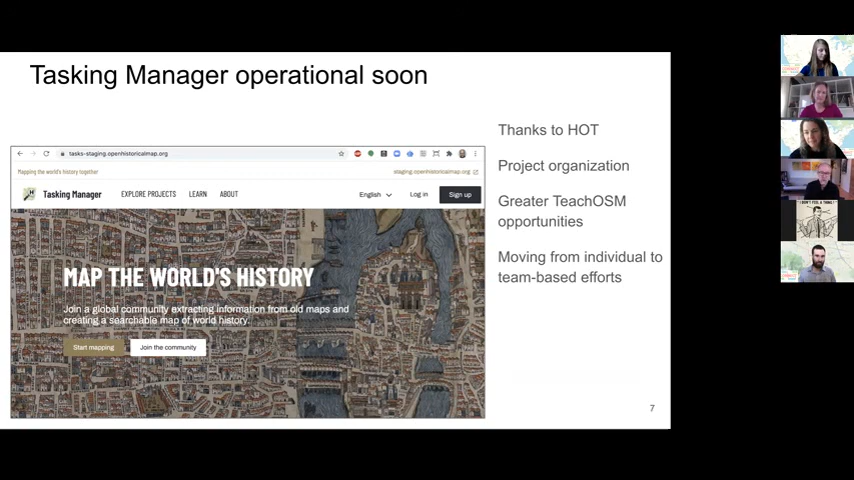 Tasking Manager operational soon
Thanks to HOT
Project organization
Greater TeachOSM
opportunities
Moving from individual to
team-based efforts
tasks-staging.openhistoricalmap.org
Mapping the world's history together
staging.openhistoricalmap.org
Tasking Manager
EXPLORE PROJECTS
LEARN
ABOUT
English
Log in
Sign up
MAP THE WORLD'S HISTORY
Join a global community extracting information from old maps and
creating a searchable map of world history.
Start mapping
Join the community
7